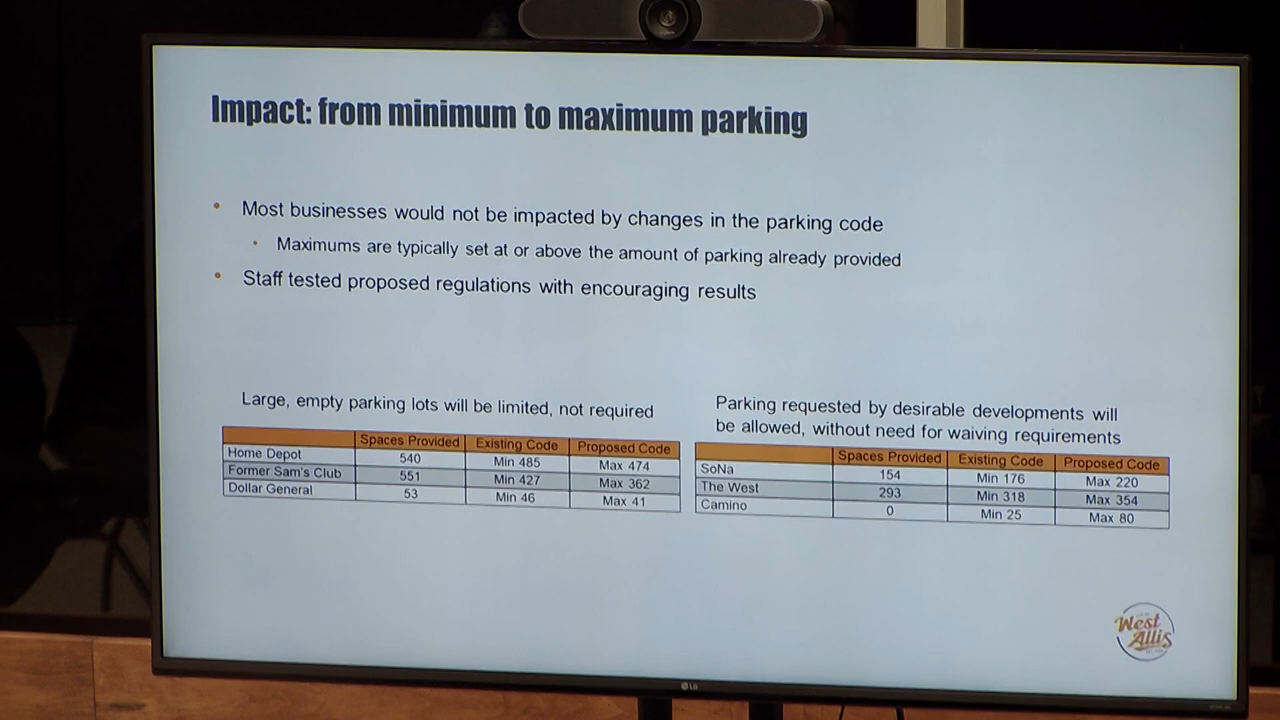 Impact: from minimum to maximum parking
• Most businesses would not be impacted by changes in the parking code
• Maximums are typically set at or above the amount of parking already provided
• Staff tested proposed regulations with encouraging results
Large, empty parking lots will be limited, not required
Spaces Provided Existing Code Proposed Code
Home Depot 540 Min 485 Max 474
Former Sam's Club 551 Min 427 Max 362
Dollar General 53 Min 46 Max 41
Parking requested by desirable developments will
be allowed, without need for waiving requirements
Spaces Provided Existing Code Proposed Code
SoNa 154 Min 176 Max 220
The West 293 Min 318 Max 354
Camino 0 Min 25 Max 80
West
Allis
LG